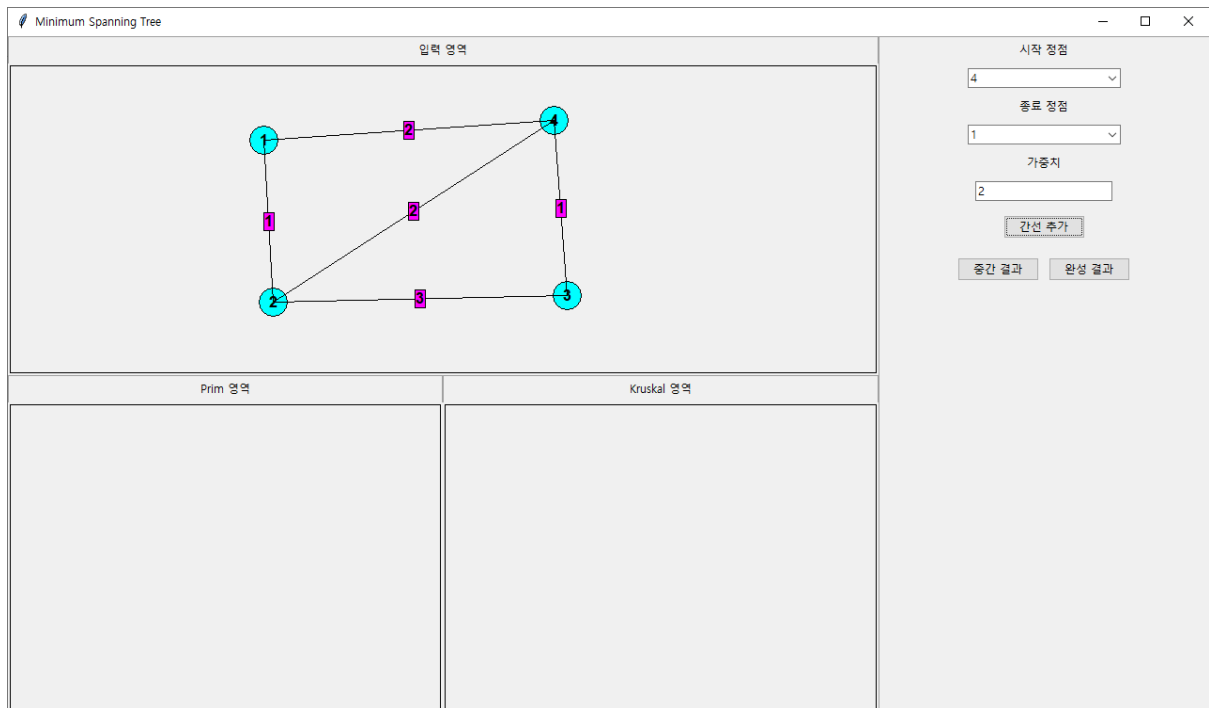 Minimum Spanning Tree
입력 영역
시작 정점
4
종료 정점
1
가중치
2
간선 추가
중간 결과 완성 결과
1 2 4
2
1 1
2 3 3
Prim 영역 Kruskal 영역